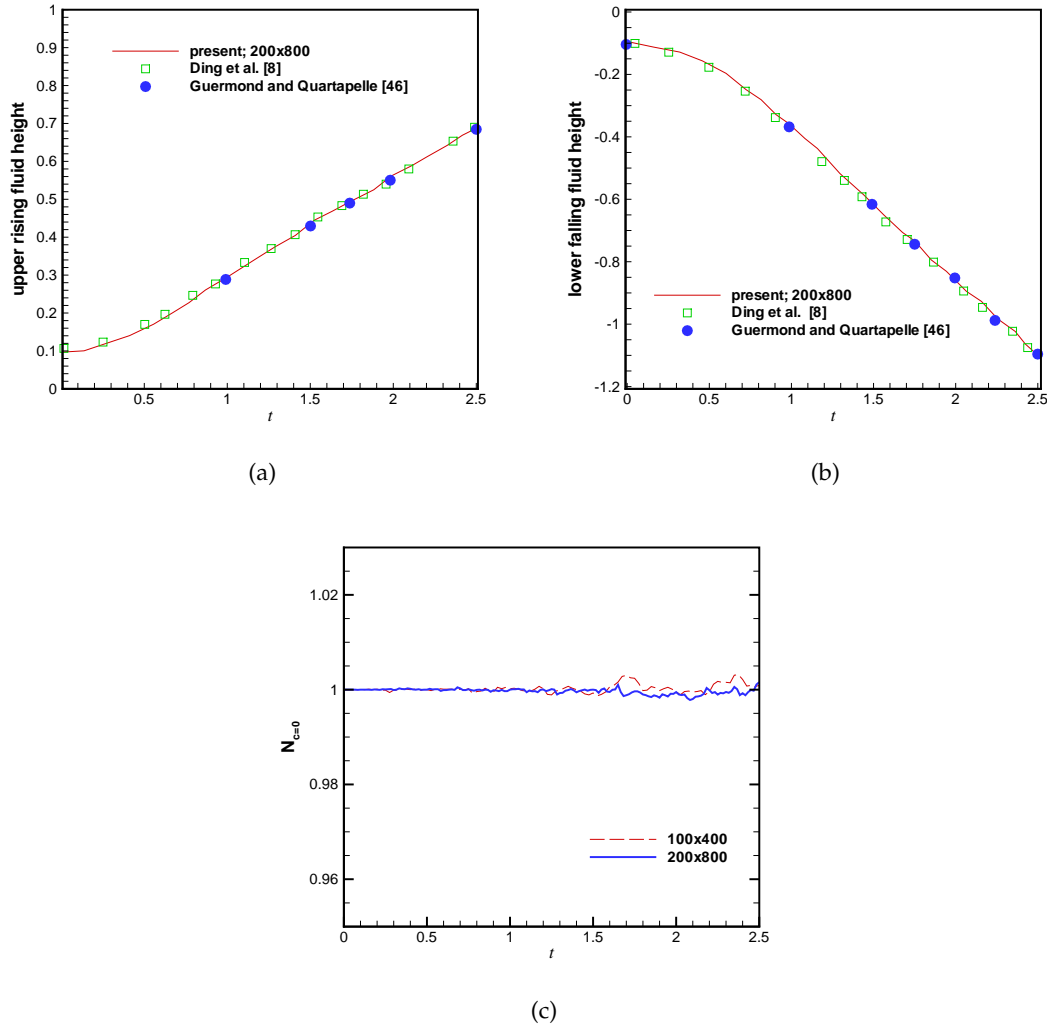 1
0.9
0.8
0.7
0.6
0.5
0.4
0.3
0.2
0.1
0
upper rising fluid height
present; 200x800
Ding et al. [8]
Guermond and Quartapelle [46]
0.5
1
1.5
2
2.5
t
(a)
-0
-0.2
-0.4
-0.6
-0.8
-1
-1.2
lower falling fluid height
present; 200x800
Ding et al. [8]
Guermond and Quartapelle [46]
0
0.5
1
1.5
2
2.5
t
(b)
1.02
1
0.98
0.96
N_{c=0}
100x400
200x800
0
0.5
1
1.5
2
2.5
t
(c)